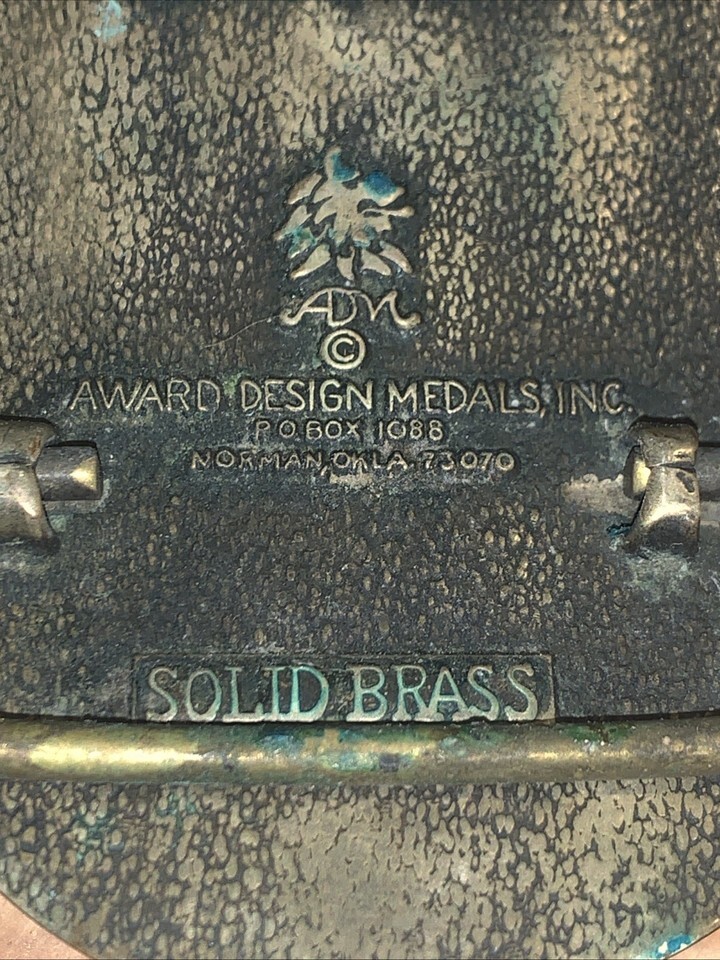 ADM
©
AWARD DESIGN MEDALS, INC.
P.O. BOX 1088
NORMAN, OKLA. 73070
SOLID BRASS